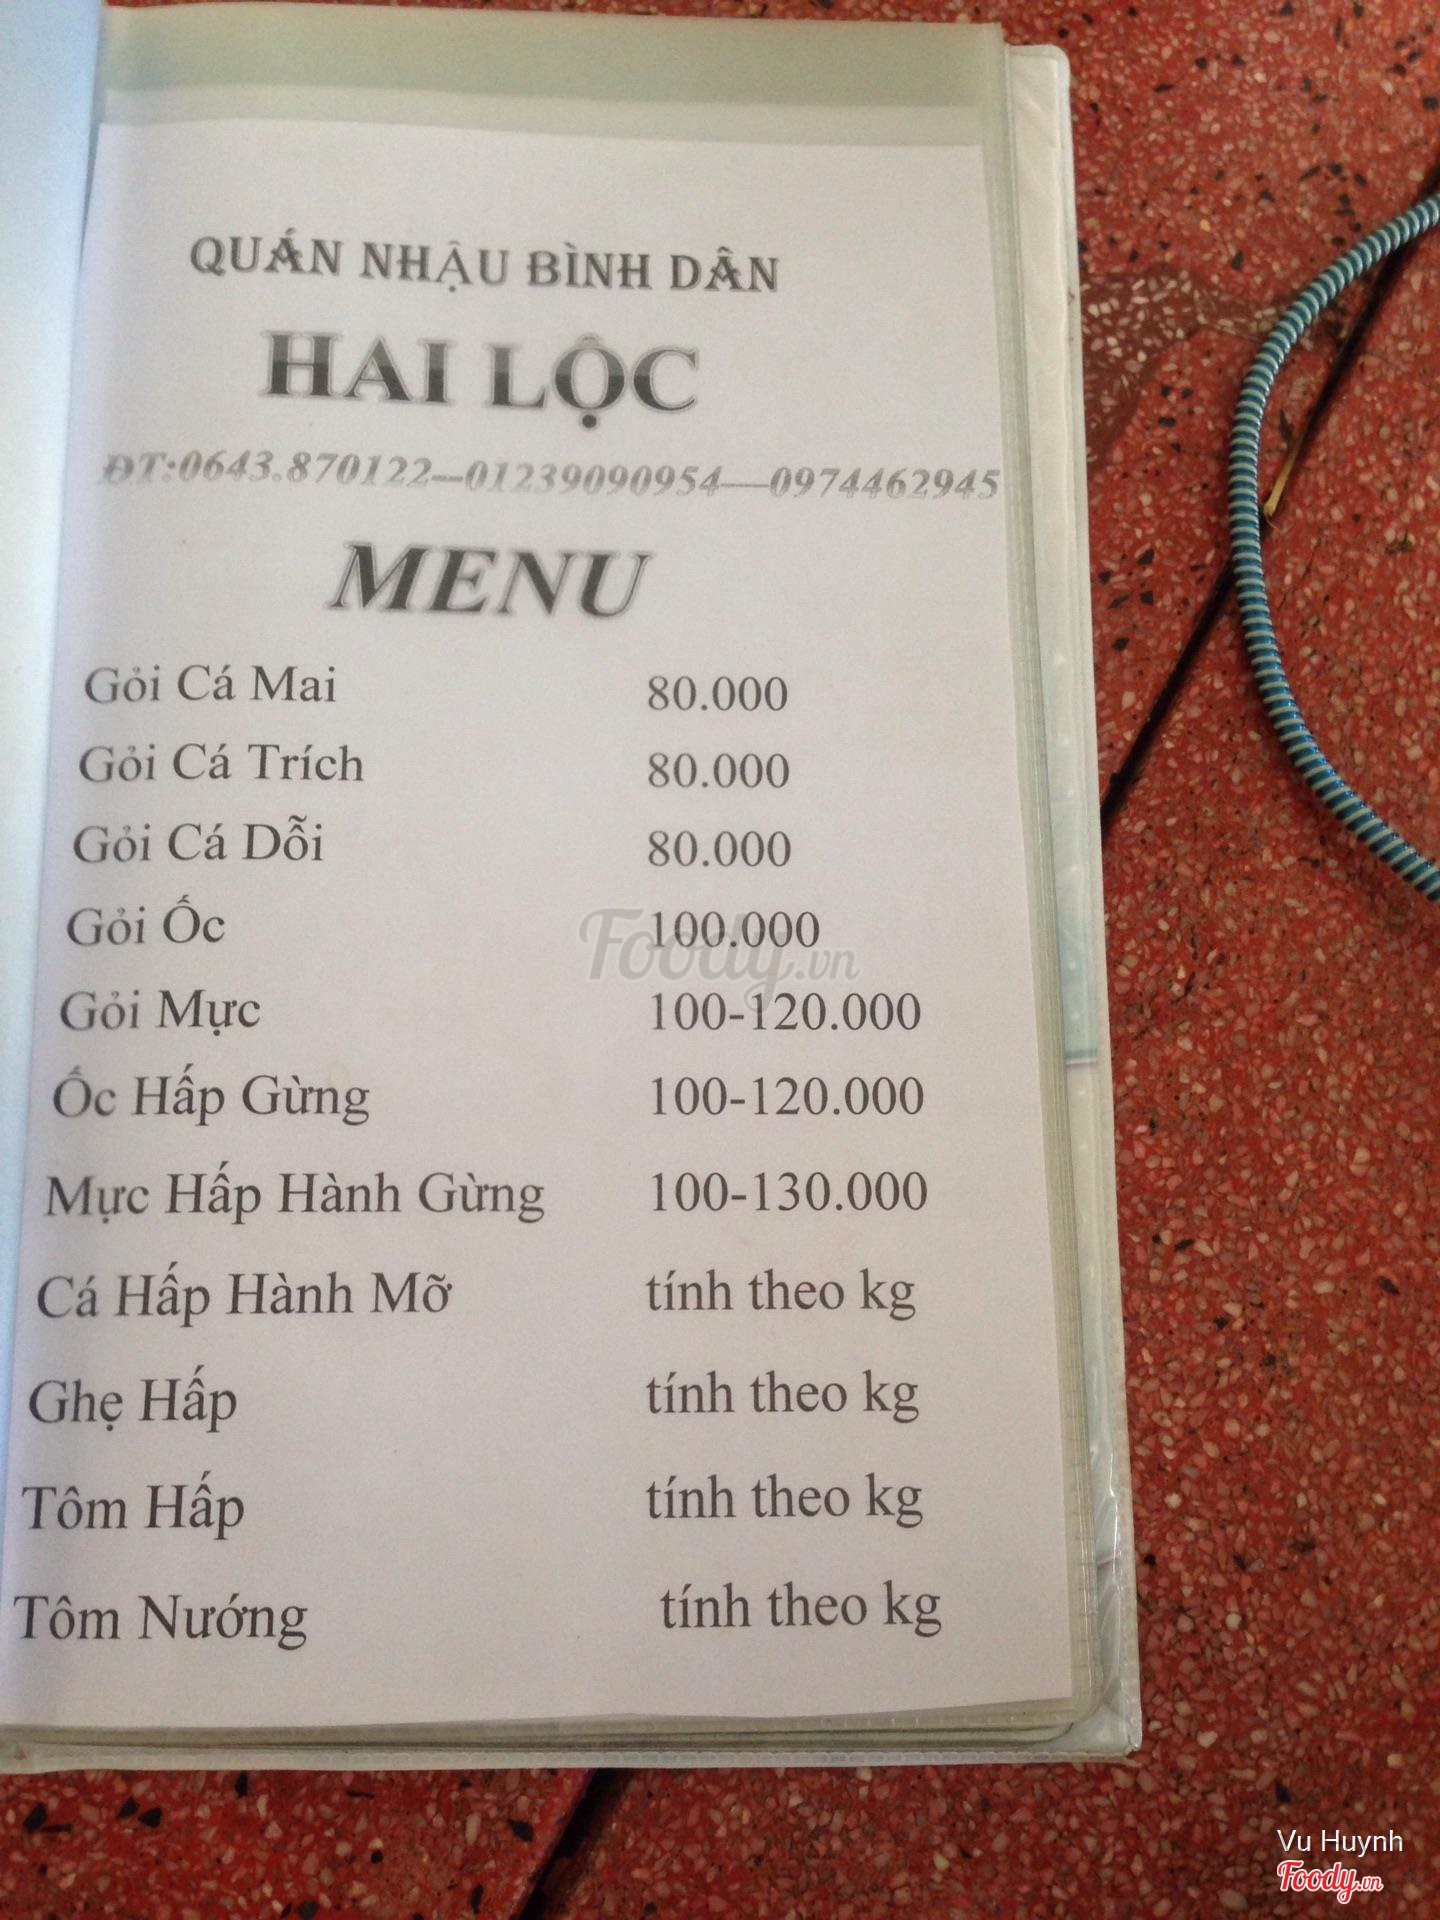 QUÁN NHẬU BÌNH DÂN
HAI LỘC
ĐT:0643.870122--01239090954—0974462945
MENU
Gỏi Cá Mai 80.000
Gỏi Cá Trích 80.000
Gỏi Cá Dỗi 80.000
Gỏi Ốc 100.000
Foody.vn
Gỏi Mực 100-120.000
Ốc Hấp Gừng 100-120.000
Mực Hấp Hành Gừng 100-130.000
Cá Hấp Hành Mỡ tính theo kg
Ghẹ Hấp tính theo kg
Tôm Hấp tính theo kg
Tôm Nướng tính theo kg
Vu Huynh
Foody.vn